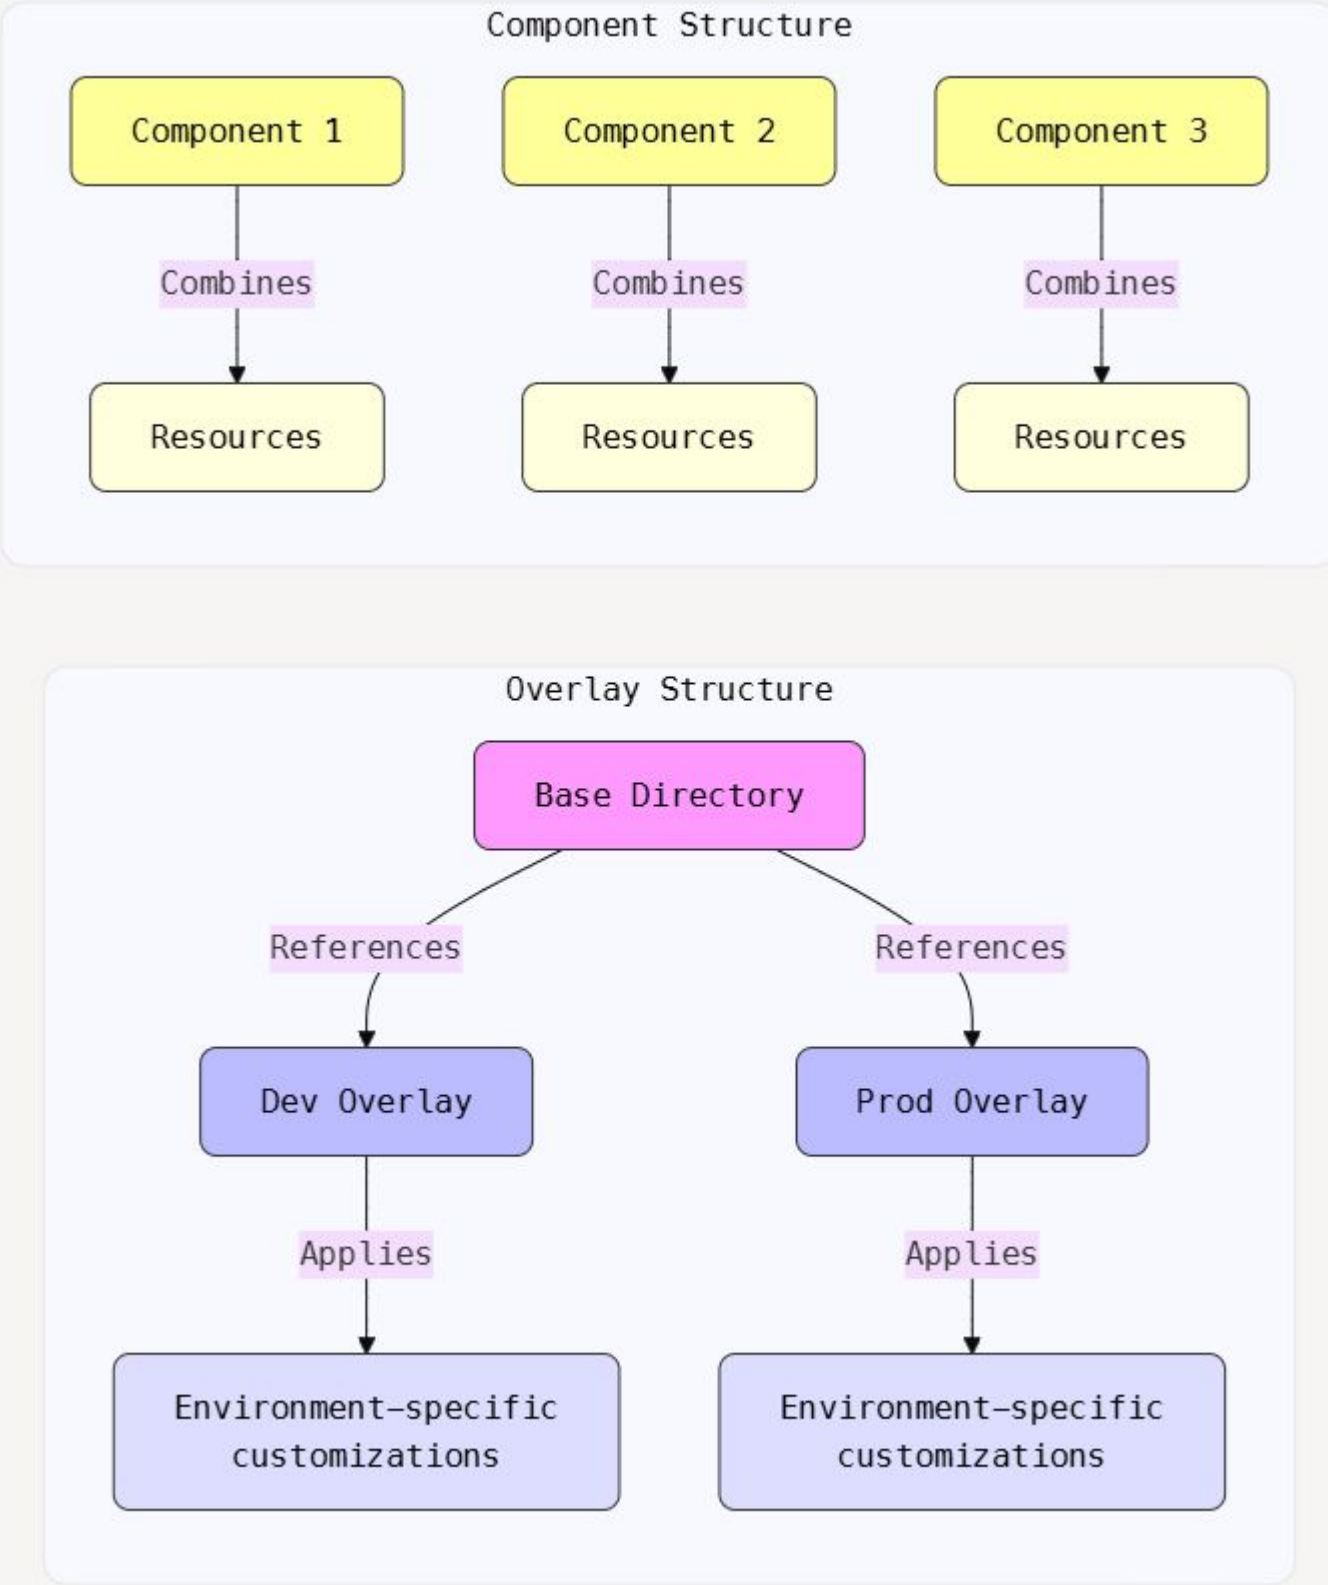 Component Structure
Component 1
Component 2
Component 3
Combines
Combines
Combines
Resources
Resources
Resources
Overlay Structure
Base Directory
References
References
Dev Overlay
Prod Overlay
Applies
Applies
Environment–specific
customizations
Environment–specific
customizations